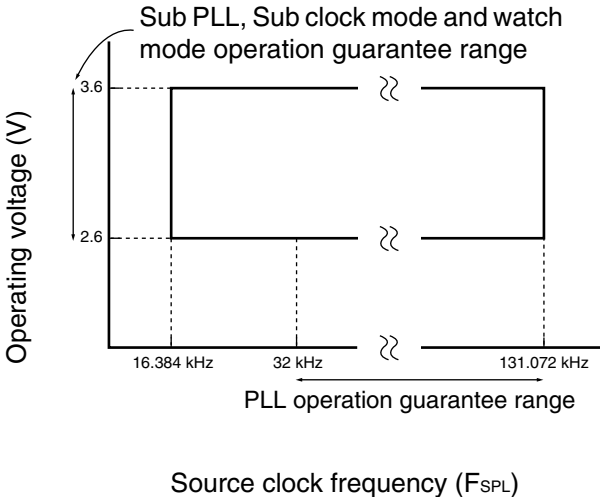 Sub PLL, Sub clock mode and watch
mode operation guarantee range
Operating voltage (V)
3.6
2.6
16.384 kHz
32 kHz
131.072 kHz
PLL operation guarantee range
Source clock frequency (FSPL)